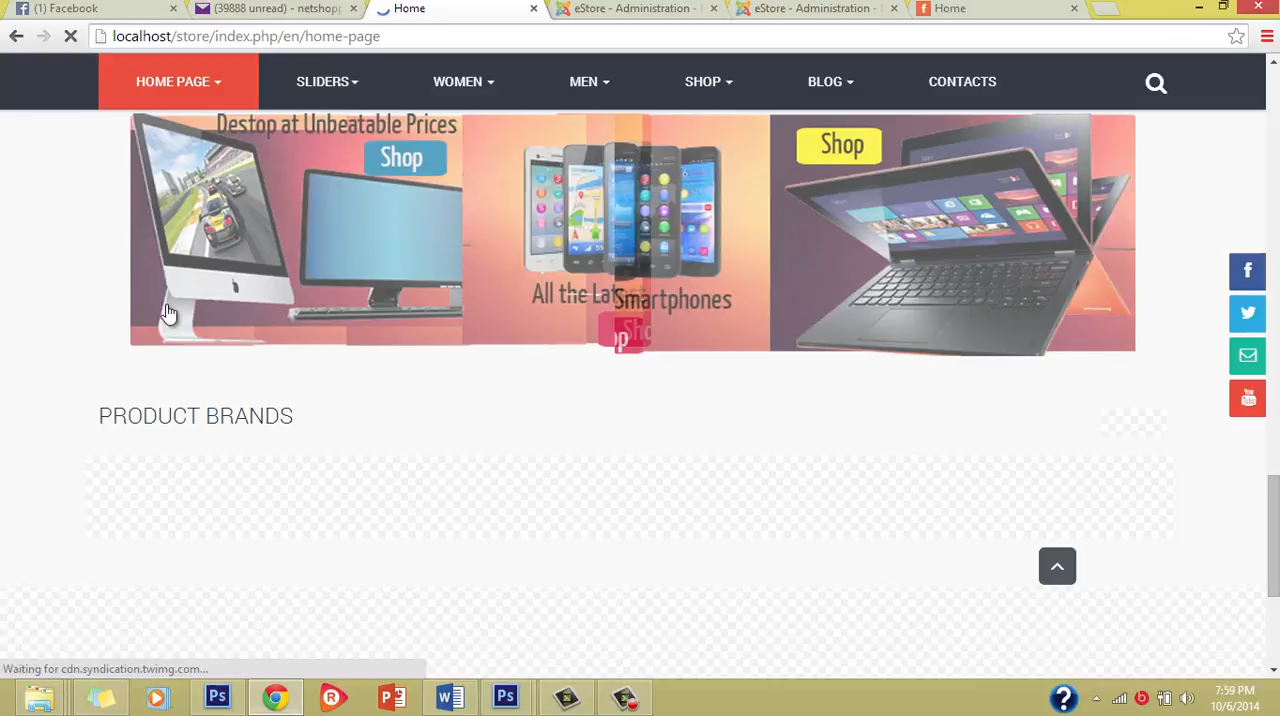 (1) Facebook
(39888 unread) - netshopp
Home
eStore - Administration -
eStore - Administration -
Home
localhost/store/index.php/en/home-page
HOME PAGE
SLIDERS
WOMEN
MEN
SHOP
BLOG
CONTACTS
Destop at Unbeatable Prices
Shop
All the Lat
Smartphones
Shop
PRODUCT BRANDS
Waiting for cdn.syndication.twimg.com...
7:59 PM
10/6/2014